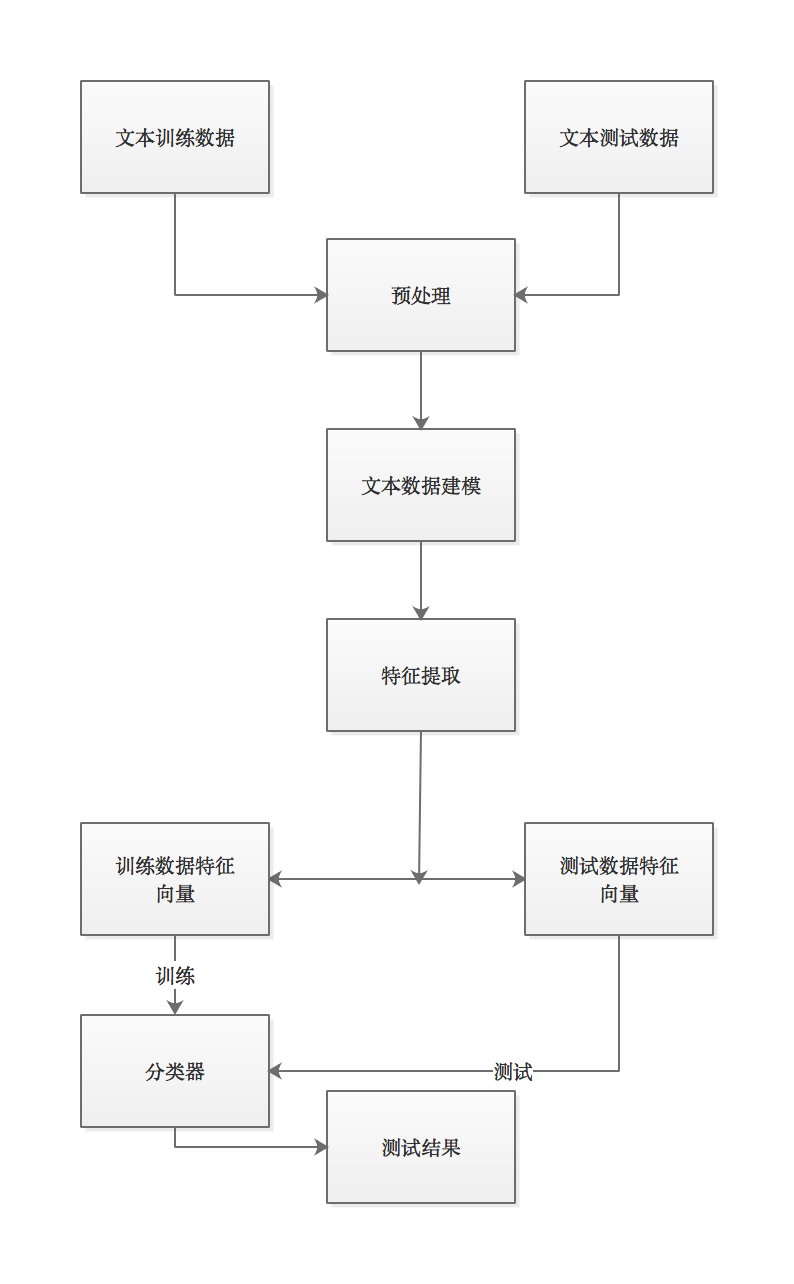 文本训练数据
文本测试数据
预处理
文本数据建模
特征提取
训练数据特征
向量
测试数据特征
向量
训练
分类器
测试
测试结果